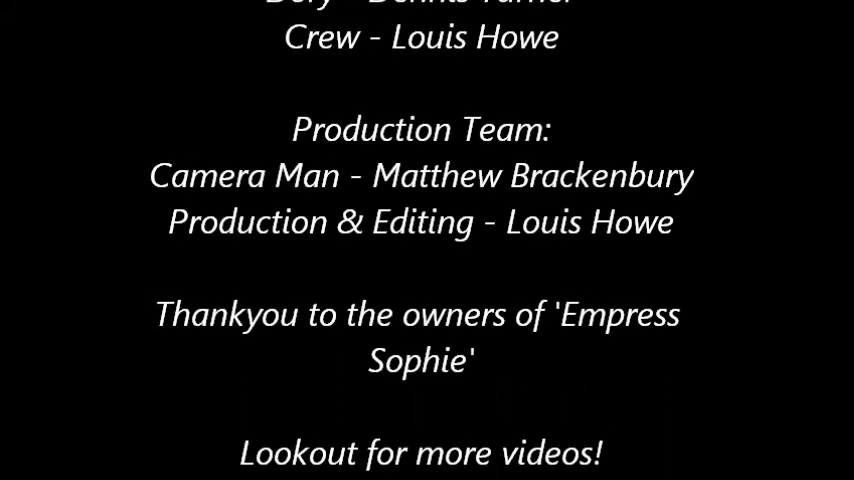 Crew - Louis Howe
Production Team:
Camera Man - Matthew Brackenbury
Production & Editing - Louis Howe
Thankyou to the owners of 'Empress
Sophie'
Lookout for more videos!